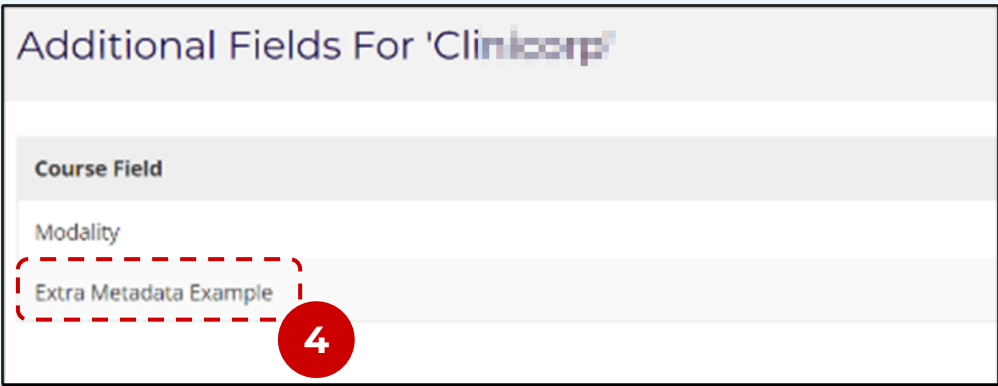 Additional Fields For 'Cli
Course Field
Modality
Extra Metadata Example
4